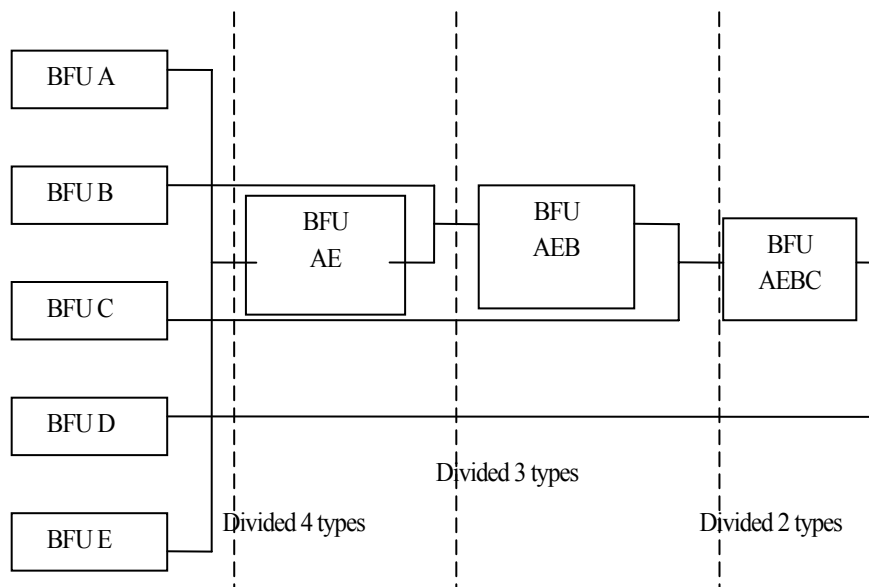 BFU A
BFU B
BFU C
BFU D
BFU E
BFU
AE
BFU
AEB
BFU
AEBC
Divided 4 types
Divided 3 types
Divided 2 types